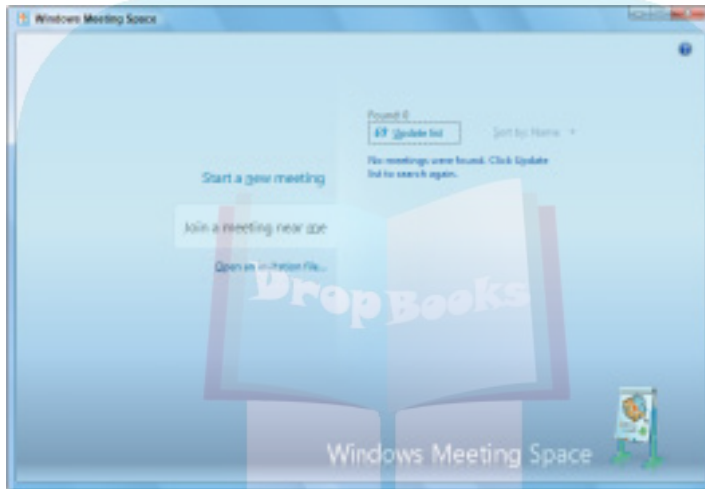 Windows Meeting Space
Start a new meeting
Join a meeting near me
Open an invitation file...
Found: 0
Update list
Sort by: Name
No meetings were found. Click Update
list to search again.
DropBooks
Windows Meeting Space